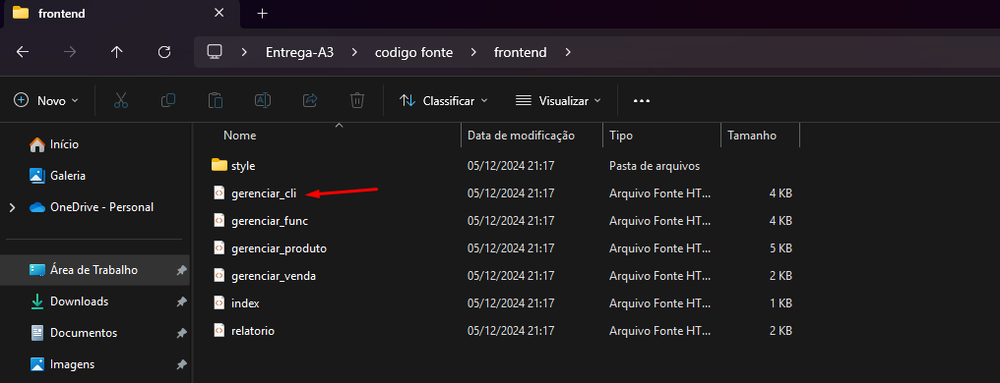 frontend
Entrega-A3 > codigo fonte > frontend >
Novo Classificar Visualizar ...
Início
Galeria
OneDrive - Personal
Área de Trabalho
Downloads
Documentos
Imagens
Nome Data de modificação Tipo Tamanho
style 05/12/2024 21:17 Pasta de arquivos
gerenciar_cli 05/12/2024 21:17 Arquivo Fonte HT... 4 KB
gerenciar_func 05/12/2024 21:17 Arquivo Fonte HT... 4 KB
gerenciar_produto 05/12/2024 21:17 Arquivo Fonte HT... 5 KB
gerenciar_venda 05/12/2024 21:17 Arquivo Fonte HT... 2 KB
index 05/12/2024 21:17 Arquivo Fonte HT... 1 KB
relatorio 05/12/2024 21:17 Arquivo Fonte HT... 2 KB